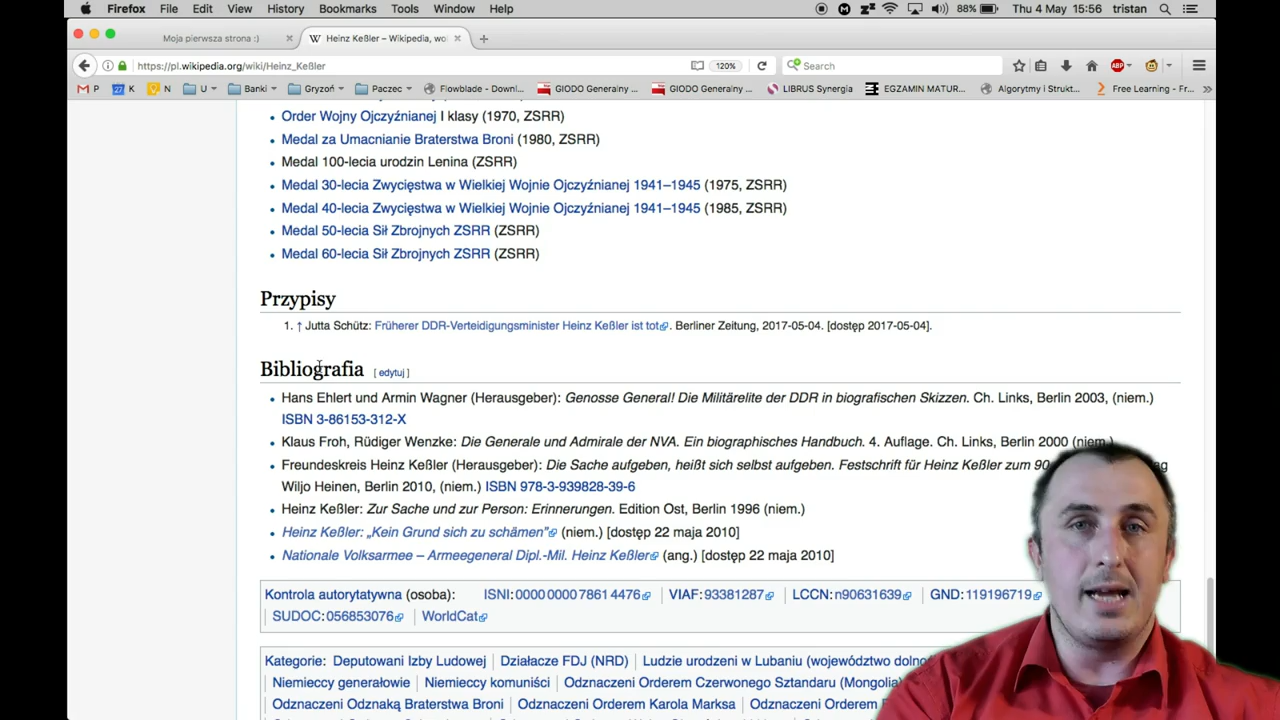 Firefox File Edit View History Bookmarks Tools Window Help 88% Thu 4 May 15:56 tristan
Moja pierwsza strona :) Heinz Keßler – Wikipedia, wo
https://pl.wikipedia.org/wiki/Heinz_Keßler 120% Search
P K N U Banki Gryzoń Paczec Flowblade - Downl... GIODO Generalny ... GIODO Generalny ... LIBRUS Synergia EGZAMIN MATUR... Algorytmy i Strukt... Free Learning - Fr...
Order Wojny Ojczyźnianej I klasy (1970, ZSRR)
Medal za Umacnianie Braterstwa Broni (1980, ZSRR)
Medal 100-lecia urodzin Lenina (ZSRR)
Medal 30-lecia Zwycięstwa w Wielkiej Wojnie Ojczyźnianej 1941–1945 (1975, ZSRR)
Medal 40-lecia Zwycięstwa w Wielkiej Wojnie Ojczyźnianej 1941–1945 (1985, ZSRR)
Medal 50-lecia Sił Zbrojnych ZSRR (ZSRR)
Medal 60-lecia Sił Zbrojnych ZSRR (ZSRR)
Przypisy
1. ↑ Jutta Schütz: Früherer DDR-Verteidigungsminister Heinz Keßler ist tot. Berliner Zeitung, 2017-05-04. [dostęp 2017-05-04].
Bibliografia [ edytuj ]
Hans Ehlert und Armin Wagner (Herausgeber): Genosse General! Die Militärelite der DDR in biografischen Skizzen. Ch. Links, Berlin 2003, (niem.)
ISBN 3-86153-312-X
Klaus Froh, Rüdiger Wenzke: Die Generale und Admirale der NVA. Ein biographisches Handbuch. 4. Auflage. Ch. Links, Berlin 2000 (niem.)
Freundeskreis Heinz Keßler (Herausgeber): Die Sache aufgeben, heißt sich selbst aufgeben. Festschrift für Heinz Keßler zum 90
Wiljo Heinen, Berlin 2010, (niem.) ISBN 978-3-939828-39-6
Heinz Keßler: Zur Sache und zur Person: Erinnerungen. Edition Ost, Berlin 1996 (niem.)
Heinz Keßler: „Kein Grund sich zu schämen” (niem.) [dostęp 22 maja 2010]
Nationale Volksarmee – Armeegeneral Dipl.-Mil. Heinz Keßler (ang.) [dostęp 22 maja 2010]
Kontrola autorytatywna (osoba): ISNI: 0000 0000 7861 4476 VIAF: 93381287 LCCN: n90631639 GND: 119196719
SUDOC: 056853076 WorldCat
Kategorie: Deputowani Izby Ludowej Działacze FDJ (NRD) Ludzie urodzeni w Lubaniu (województwo
Niemieccy generałowie Niemieccy komuniści Odznaczeni Orderem Czerwonego Sztandaru (Mongolia)
Odznaczeni Odznaką Braterstwa Broni Odznaczeni Orderem Karola Marksa Odznaczeni Orderem